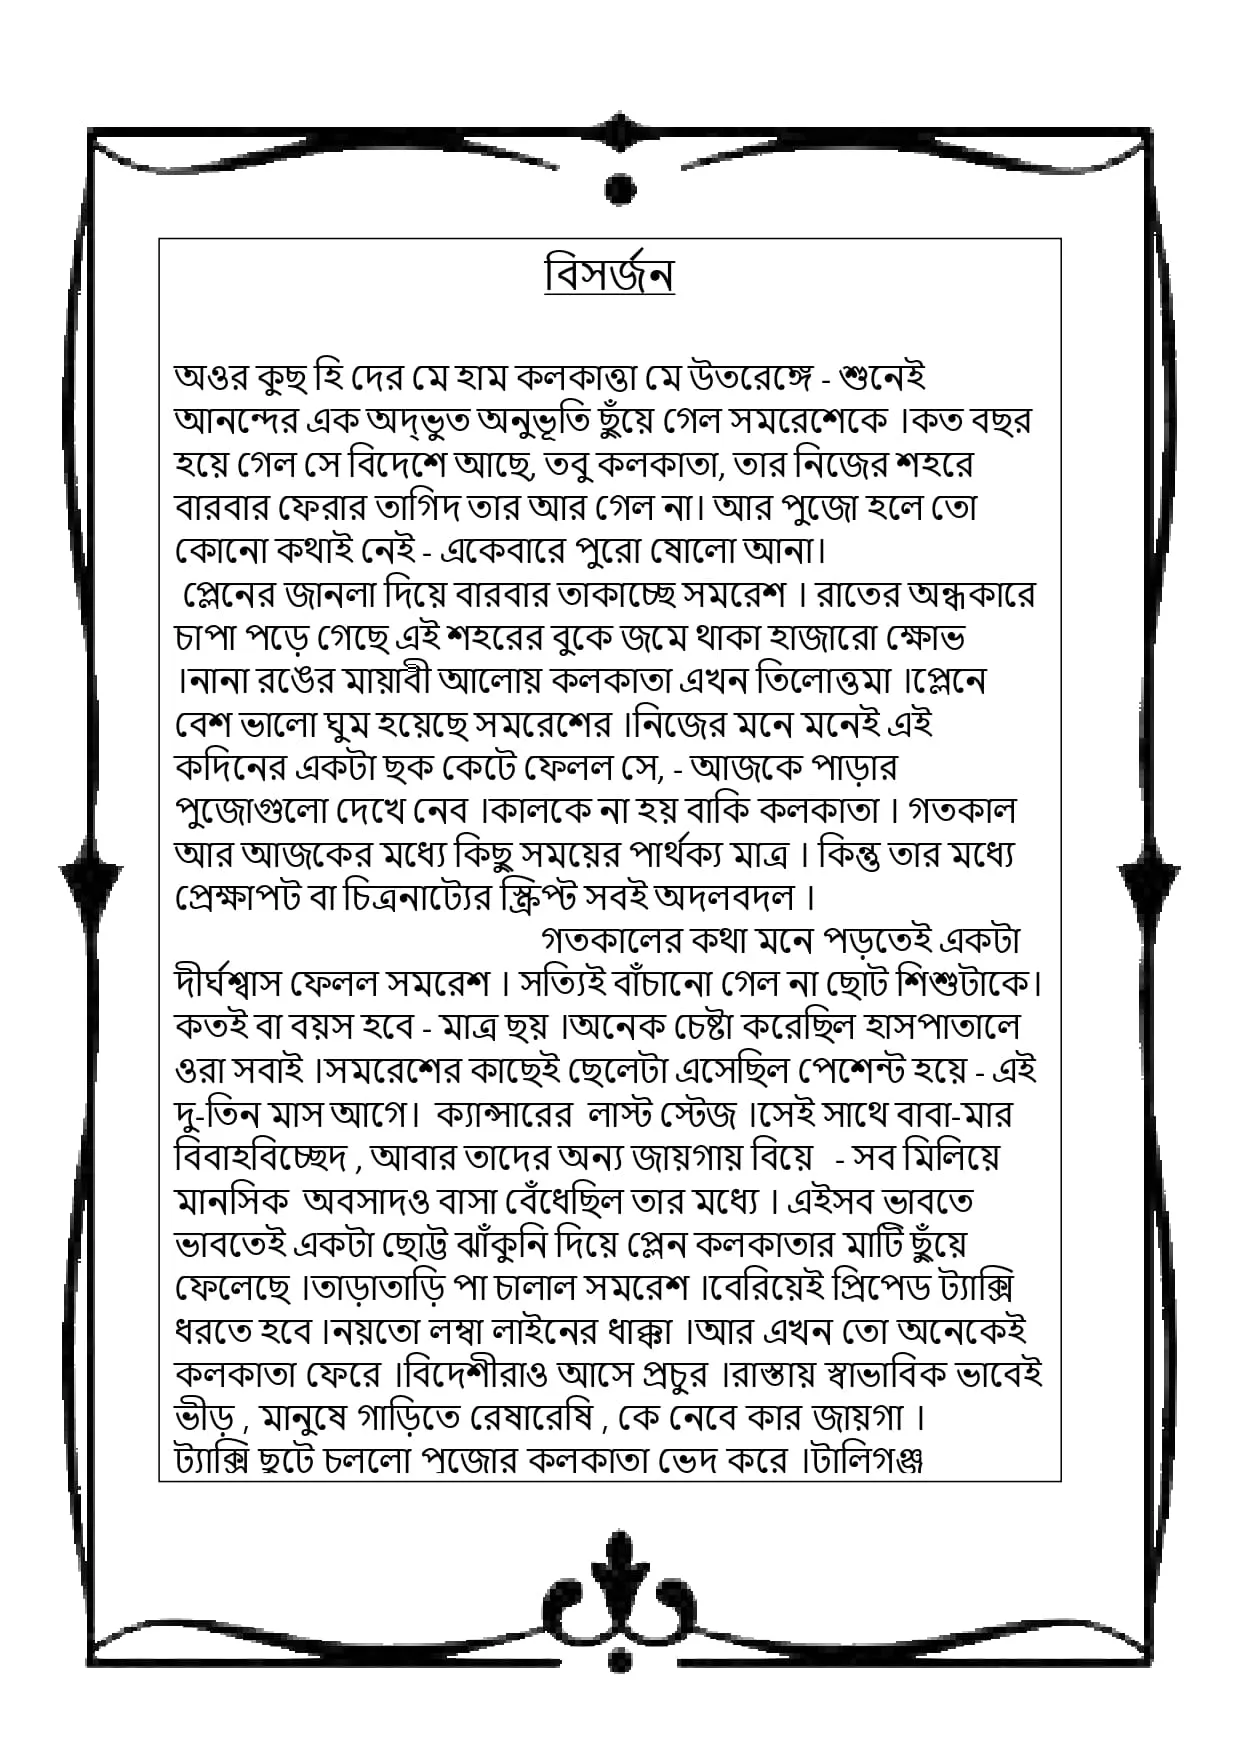 বিসর্জন
অওর কুছ হি দের মে হাম কলকাত্তা মে উতরেঙ্গে - শুনেই
আনন্দের এক অদ্ভুত অনুভূতি ছুঁয়ে গেল সমরেশেকে ।কত বছর
হয়ে গেল সে বিদেশে আছে, তবু কলকাতা, তার নিজের শহরে
বারবার ফেরার তাগিদ তার আর গেল না। আর পুজো হলে তো
কোনো কথাই নেই - একেবারে পুরো ষোলো আনা।
প্লেনের জানলা দিয়ে বারবার তাকাচ্ছে সমরেশ । রাতের অন্ধকারে
চাপা পড়ে গেছে এই শহরের বুকে জমে থাকা হাজারো ক্ষোভ
।নানা রঙের মায়াবী আলোয় কলকাতা এখন তিলোত্তমা ।প্লেনে
বেশ ভালো ঘুম হয়েছে সমরেশের ।নিজের মনে মনেই এই
কদিনের একটা ছক কেটে ফেলল সে, - আজকে পাড়ার
পুজোগুলো দেখে নেব ।কালকে না হয় বাকি কলকাতা । গতকাল
আর আজকের মধ্যে কিছু সময়ের পার্থক্য মাত্র । কিন্তু তার মধ্যে
প্রেক্ষাপট বা চিত্রনাট্যের স্ক্রিপ্ট সবই অদলবদল ।
গতকালের কথা মনে পড়তেই একটা
দীর্ঘশ্বাস ফেলল সমরেশ । সত্যিই বাঁচানো গেল না ছোট শিশুটাকে।
কতই বা বয়স হবে - মাত্র ছয় ।অনেক চেষ্টা করেছিল হাসপাতালে
ওরা সবাই ।সমরেশের কাছেই ছেলেটা এসেছিল পেশেন্ট হয়ে - এই
দু-তিন মাস আগে। ক্যান্সারের লাস্ট স্টেজ ।সেই সাথে বাবা-মার
বিবাহবিচ্ছেদ , আবার তাদের অন্য জায়গায় বিয়ে - সব মিলিয়ে
মানসিক অবসাদও বাসা বেঁধেছিল তার মধ্যে । এইসব ভাবতে
ভাবতেই একটা ছোট্ট ঝাঁকুনি দিয়ে প্লেন কলকাতার মাটি ছুঁয়ে
ফেলেছে ।তাড়াতাড়ি পা চালাল সমরেশ ।বেরিয়েই প্রিপেড ট্যাক্সি
ধরতে হবে ।নয়তো লম্বা লাইনের ধাক্কা ।আর এখন তো অনেকেই
কলকাতা ফেরে ।বিদেশীরাও আসে প্রচুর ।রাস্তায় স্বাভাবিক ভাবেই
ভীড় , মানুষে গাড়িতে রেষারেষি , কে নেবে কার জায়গা ।
ট্যাক্সি ছুটে চললো পুজোর কলকাতা ভেদ করে ।টালিগঞ্জ